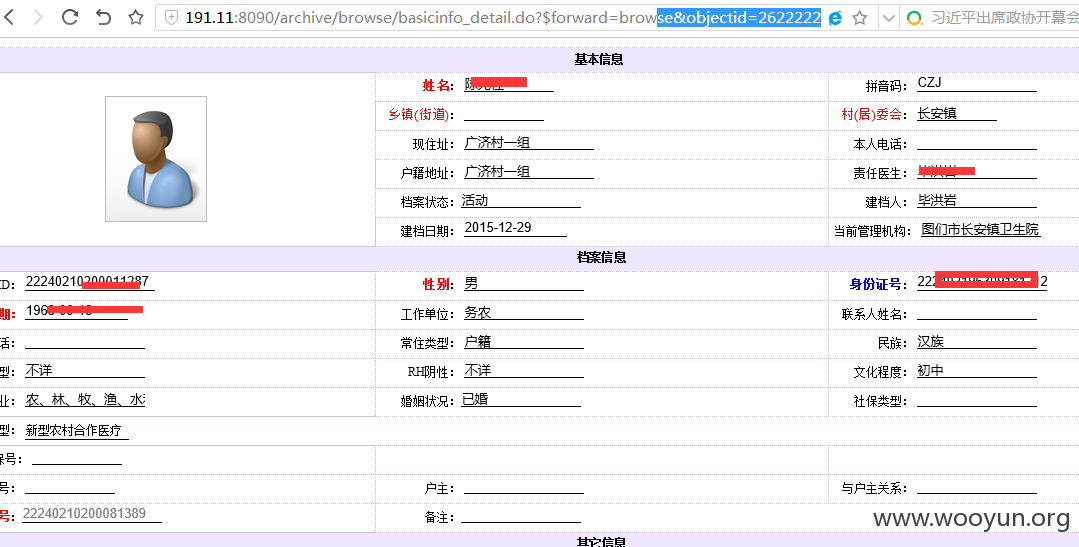 191.11:8090/archive/browse/basicinfo_detail.do?$forward=browse&objectid=2622222 习近平出席政协开幕会
基本信息
姓名： 拼音码： CZJ
乡镇(街道)： 村(居)委会： 长安镇
现住址： 广济村一组 本人电话：
户籍地址： 广济村一组 责任医生：
档案状态： 活动 建档人： 毕洪岩
建档日期： 2015-12-29 当前管理机构： 图们市长安镇卫生院
档案信息
ID： 性别： 男 身份证号：
期： 工作单位： 务农 联系人姓名：
话： 常住类型： 户籍 民族： 汉族
型： 不详 RH阴性： 不详 文化程度： 初中
业： 农、林、牧、渔、水 婚姻状况： 已婚 社保类型：
型： 新型农村合作医疗
号：
号： 户主： 与户主关系：
号： 22240210200081389 备注：
其它信息
www.wooyun.org